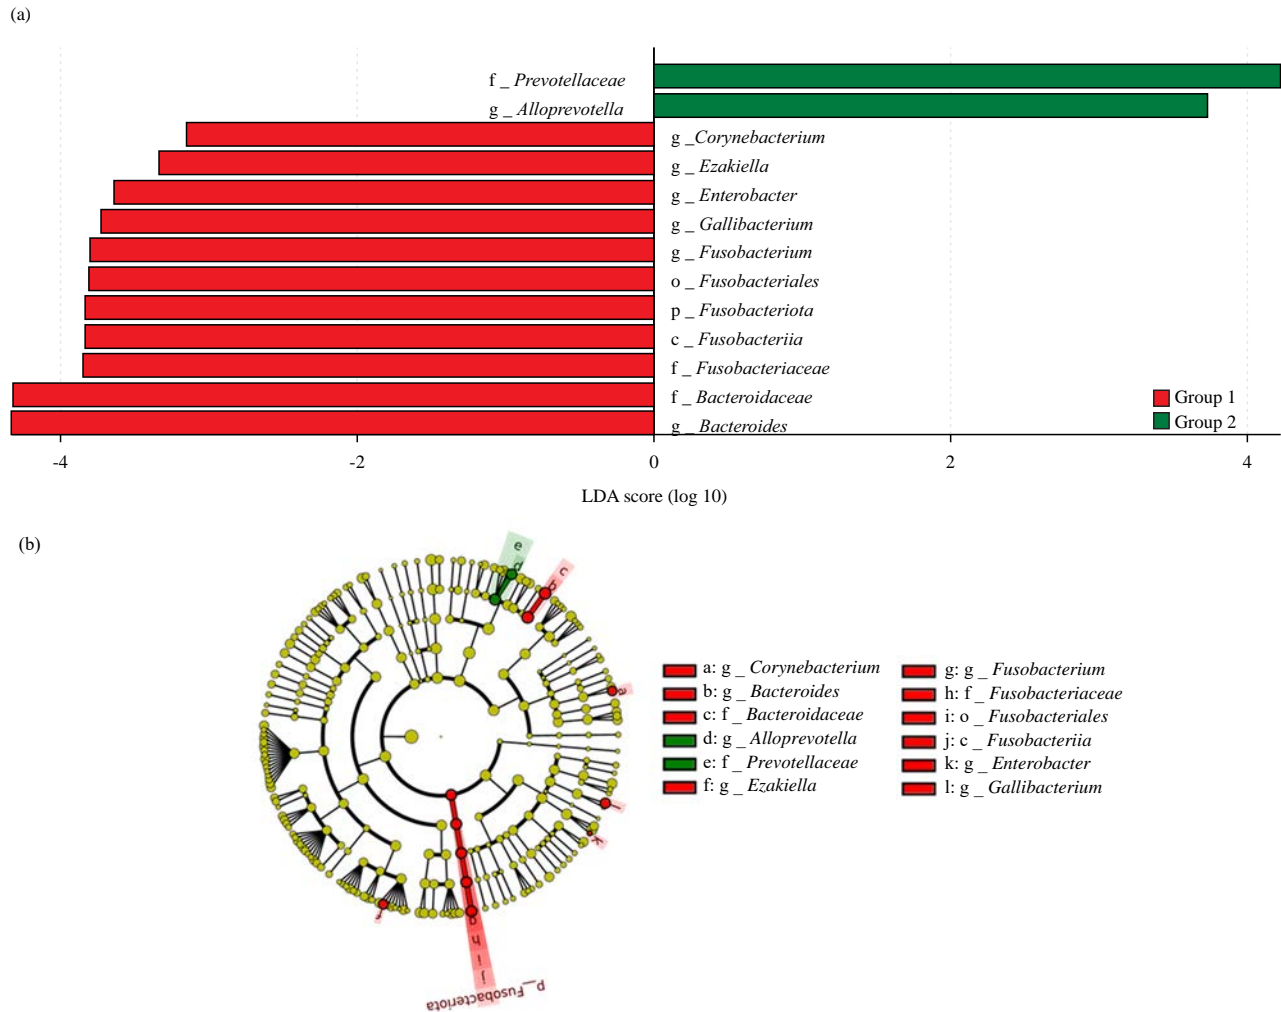 (a)
f _ Prevotellaceae
g _ Alloprevotella
g _Corynebacterium
g _ Ezakiella
g _ Enterobacter
g _ Gallibacterium
g _ Fusobacterium
o _ Fusobacteriales
p _ Fusobacteriota
c _ Fusobacteriia
f _ Fusobacteriaceae
f _ Bacteroidaceae
g _ Bacteroides
Group 1
Group 2
-4 -2 0 2 4
LDA score (log 10)
(b)
e
d
c
b
a
l
k
f
g
h
i
j
p__Fusobacteriota
a: g _ Corynebacterium
b: g _ Bacteroides
c: f _ Bacteroidaceae
d: g _ Alloprevotella
e: f _ Prevotellaceae
f: g _ Ezakiella
g: g _ Fusobacterium
h: f _ Fusobacteriaceae
i: o _ Fusobacteriales
j: c _ Fusobacteriia
k: g _ Enterobacter
l: g _ Gallibacterium